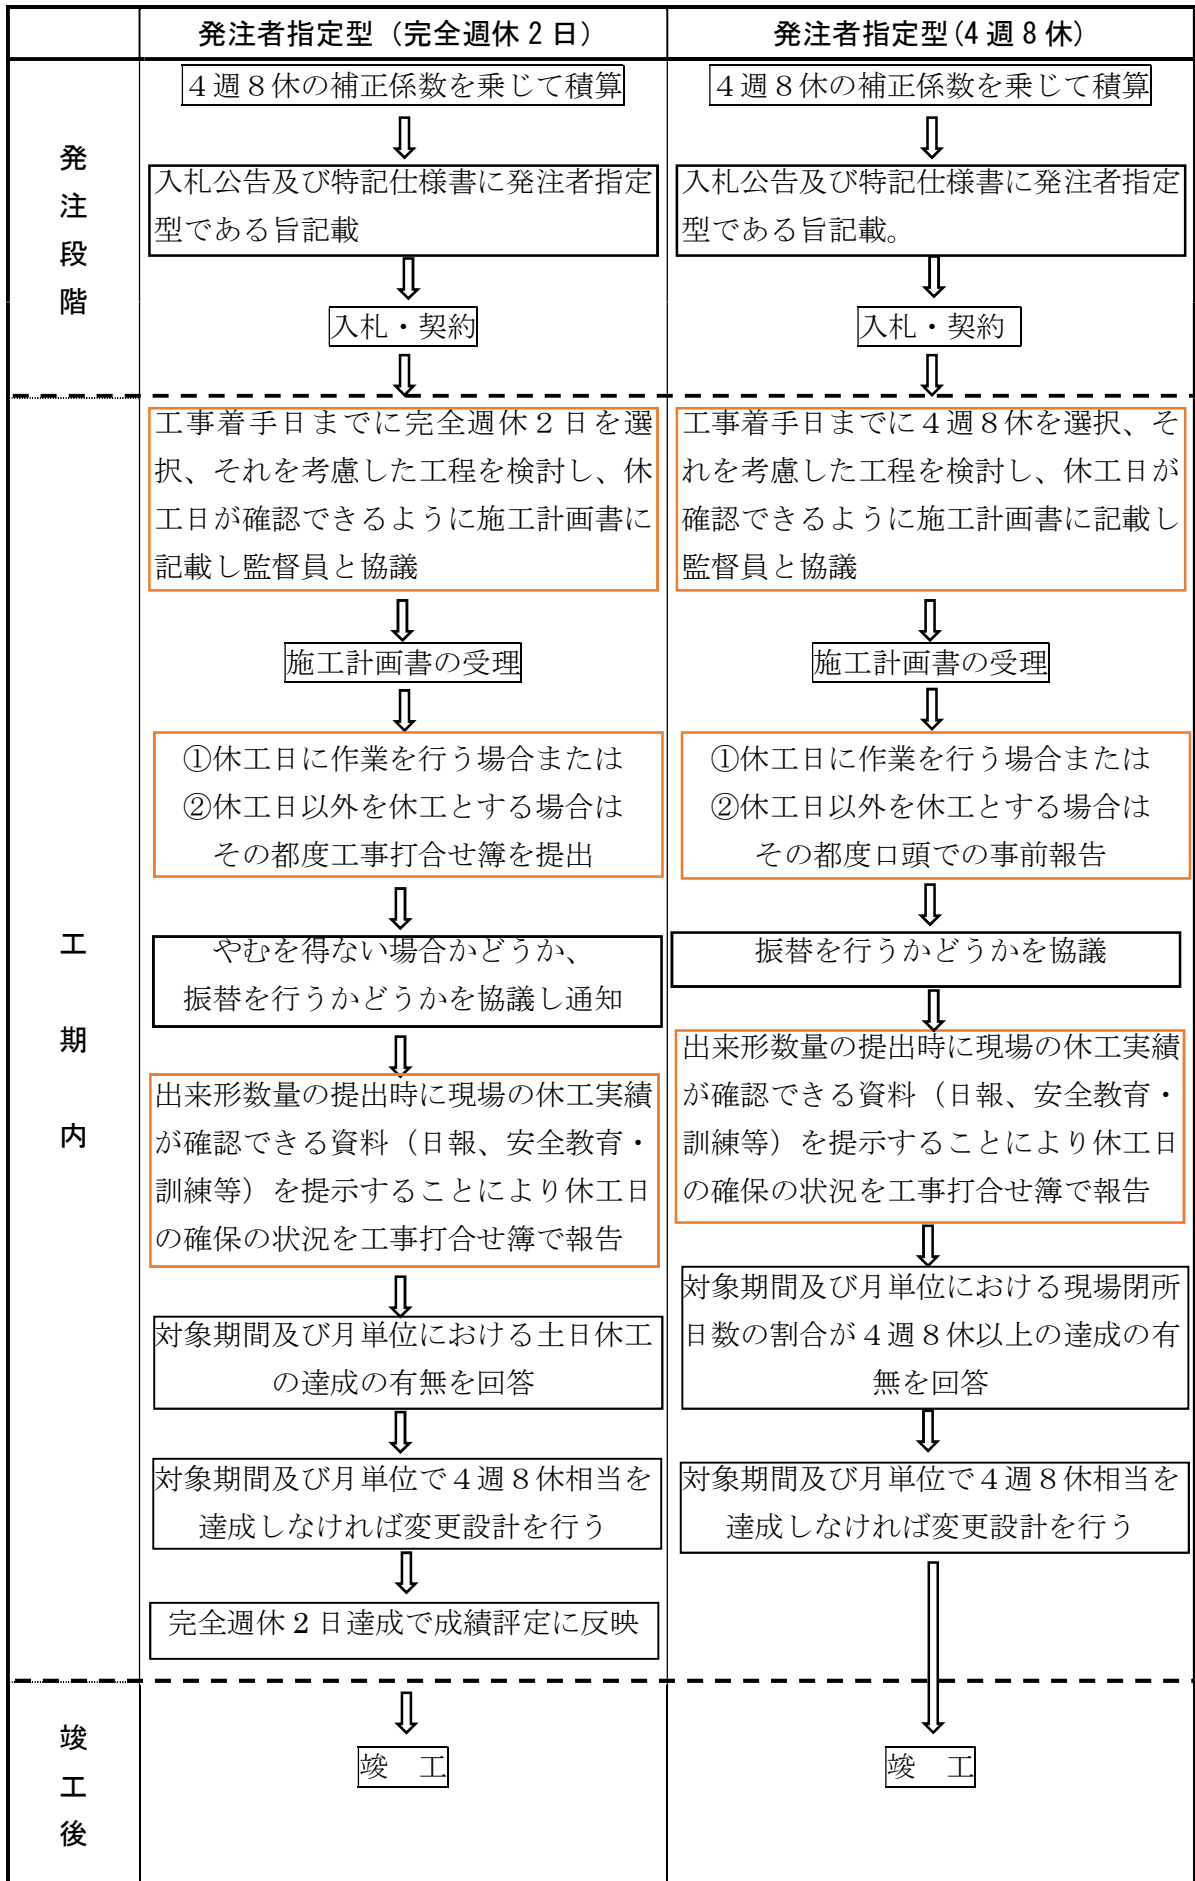 発注者指定型（完全週休２日）
発注者指定型(４週８休)
発注段階
４週８休の補正係数を乗じて積算
入札公告及び特記仕様書に発注者指定
型である旨記載
入札・契約
４週８休の補正係数を乗じて積算
入札公告及び特記仕様書に発注者指定
型である旨記載。
入札・契約
工期内
工事着手日までに完全週休２日を選
択、それを考慮した工程を検討し、休
工日が確認できるように施工計画書に
記載し監督員と協議
施工計画書の受理
①休工日に作業を行う場合または
②休工日以外を休工とする場合は
その都度工事打合せ簿を提出
やむを得ない場合かどうか、
振替を行うかどうかを協議し通知
出来形数量の提出時に現場の休工実績
が確認できる資料（日報、安全教育・
訓練等）を提示することにより休工日
の確保の状況を工事打合せ簿で報告
対象期間及び月単位における土日休工
の達成の有無を回答
対象期間及び月単位で４週８休相当を
達成しなければ変更設計を行う
完全週休２日達成で成績評定に反映
工事着手日までに４週８休を選択、そ
れを考慮した工程を検討し、休工日が
確認できるように施工計画書に記載し
監督員と協議
施工計画書の受理
①休工日に作業を行う場合または
②休工日以外を休工とする場合は
その都度口頭での事前報告
振替を行うかどうかを協議
出来形数量の提出時に現場の休工実績
が確認できる資料（日報、安全教育・
訓練等）を提示することにより休工日
の確保の状況を工事打合せ簿で報告
対象期間及び月単位における現場閉所
日数の割合が４週８休以上の達成の有
無を回答
対象期間及び月単位で４週８休相当を
達成しなければ変更設計を行う
竣工後
竣　工
竣　工